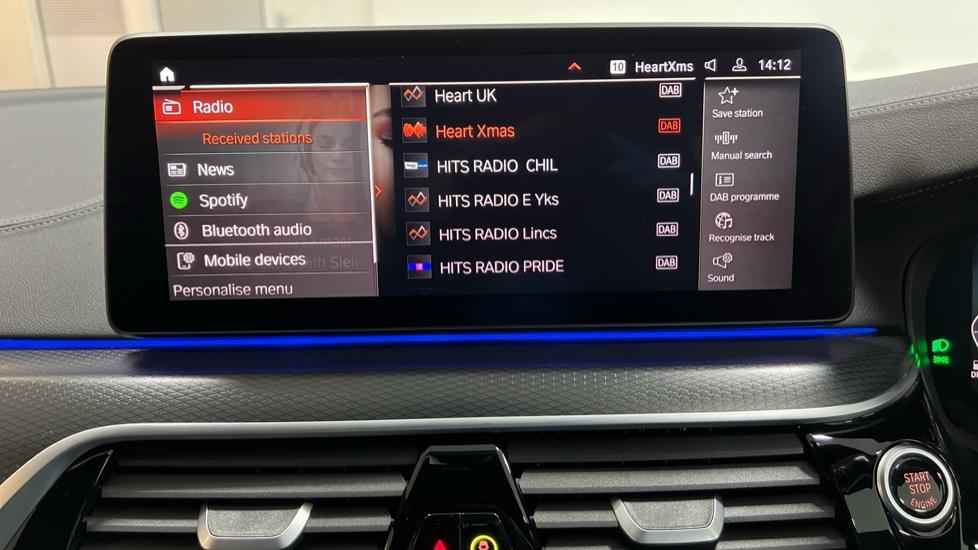 10 HeartXms 14:12
Radio
Received stations
News
Spotify
Bluetooth audio
Mobile devices
Personalise menu
Heart UK DAB
Heart Xmas DAB
HITS RADIO CHIL DAB
HITS RADIO E Yks DAB
HITS RADIO Lincs DAB
HITS RADIO PRIDE DAB
Save station
Manual search
DAB programme
Recognise track
Sound
START
STOP
ENGINE